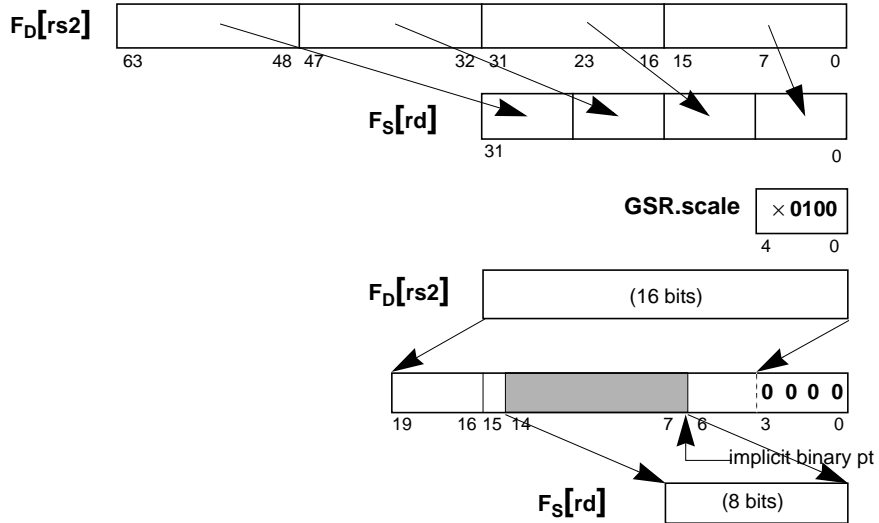 FD[rs2]
63 48 47 32 31 23 16 15 7 0
FS[rd]
31 0
GSR.scale × 0100
4 0
FD[rs2] (16 bits)
0 0 0 0
19 16 15 14 7 6 3 0
implicit binary pt
FS[rd] (8 bits)